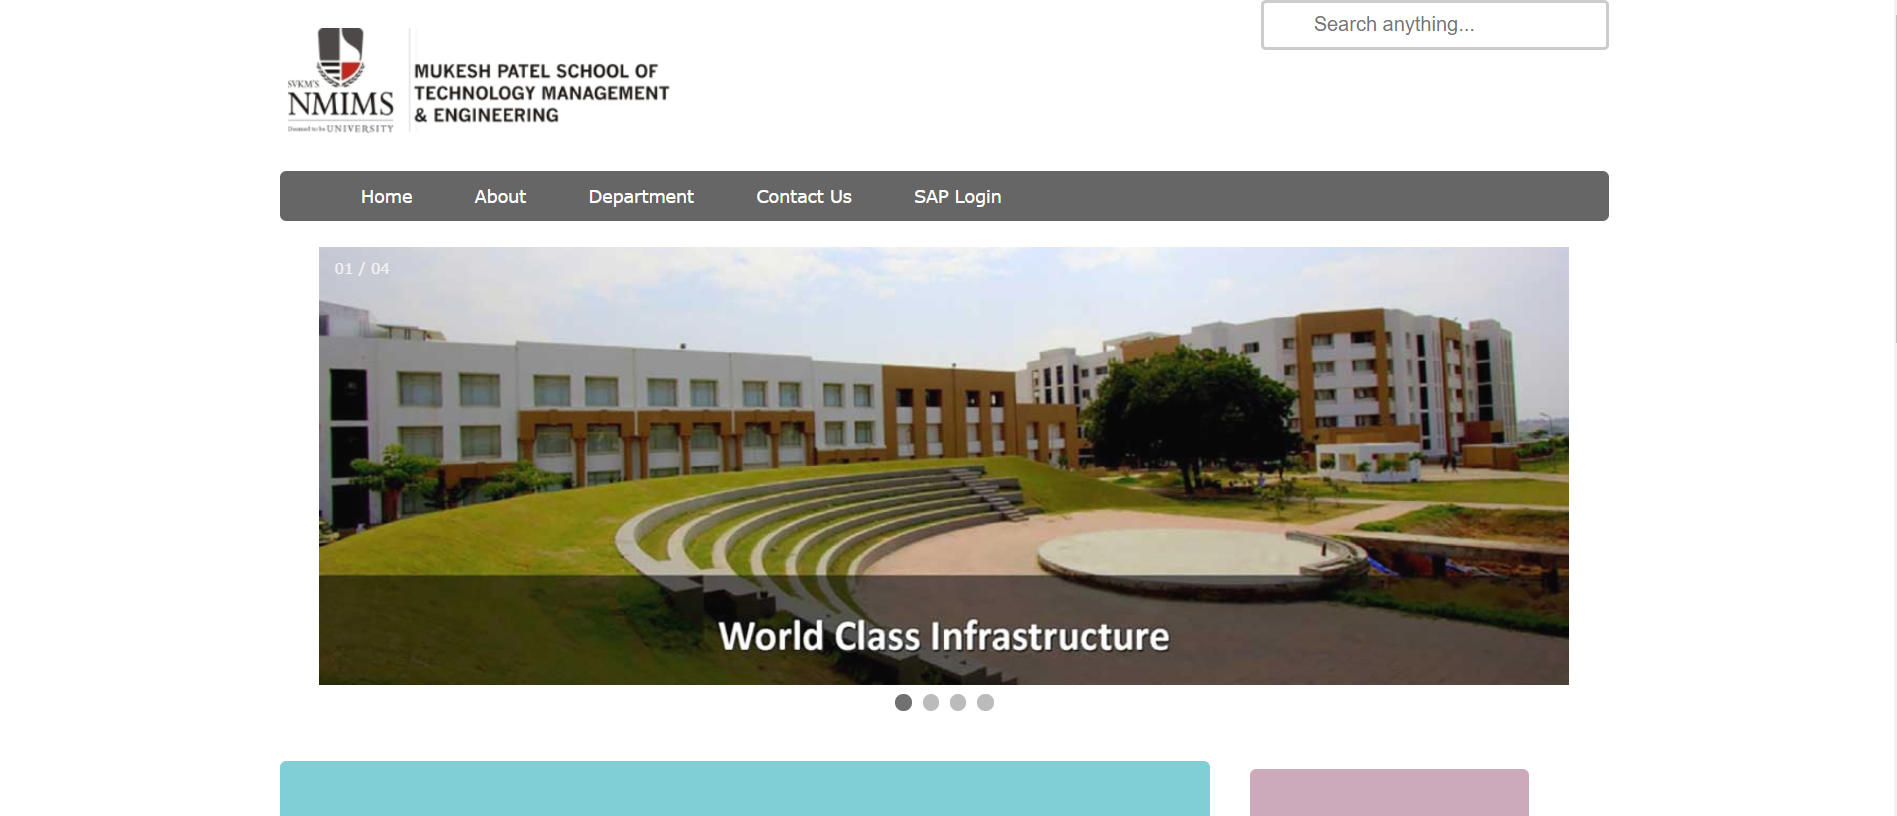 Search anything...
SVKM'S
NMIMS
Deemed to be UNIVERSITY
MUKESH PATEL SCHOOL OF
TECHNOLOGY MANAGEMENT
& ENGINEERING
Home About Department Contact Us SAP Login
01 / 04
World Class Infrastructure